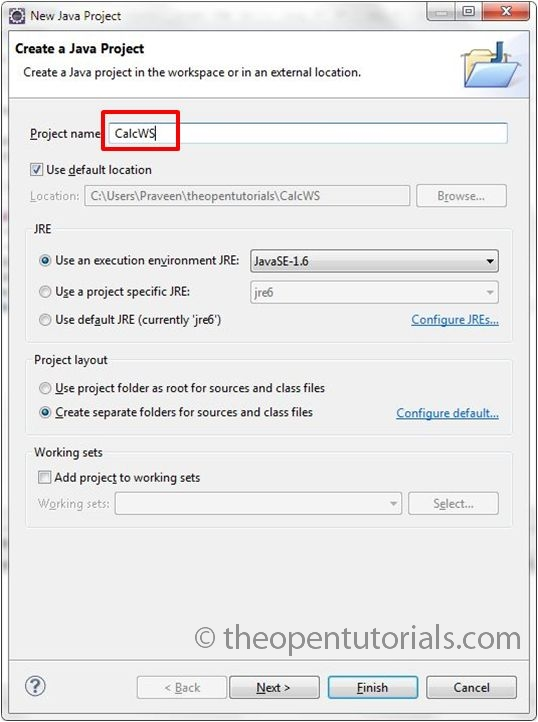 New Java Project
Create a Java Project
Create a Java project in the workspace or in an external location.
Project name CalcWS
Use default location
Location: C:\Users\Praveen\theopentutorials\CalcWS Browse...
JRE
Use an execution environment JRE: JavaSE-1.6
Use a project specific JRE: jre6
Use default JRE (currently 'jre6') Configure JREs...
Project layout
Use project folder as root for sources and class files
Create separate folders for sources and class files Configure default...
Working sets
Add project to working sets
Working sets: Select...
© theopentutorials.com
? < Back Next > Finish Cancel